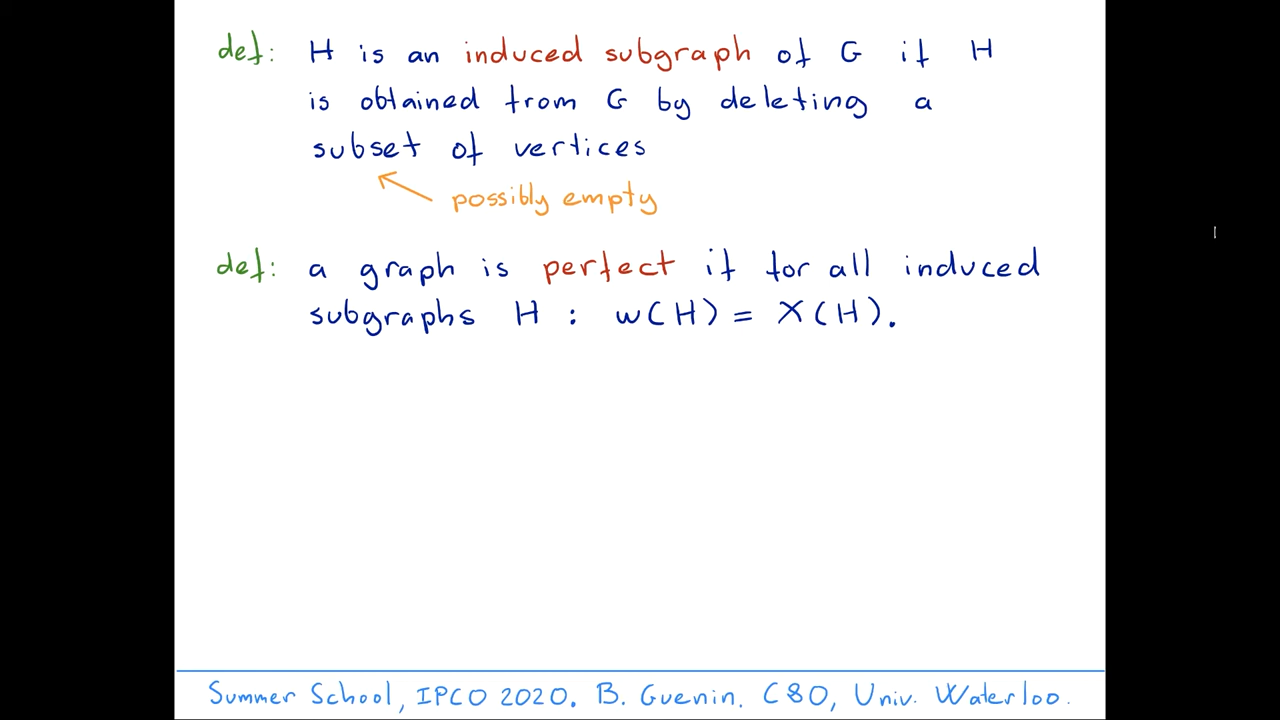 def: H is an induced subgraph of G if H
is obtained from G by deleting a
subset of vertices
possibly empty
def: a graph is perfect if for all induced
subgraphs H : ω(H) = χ(H).
Summer School, IPCO 2020. B. Guenin. C&O, Univ. Waterloo.